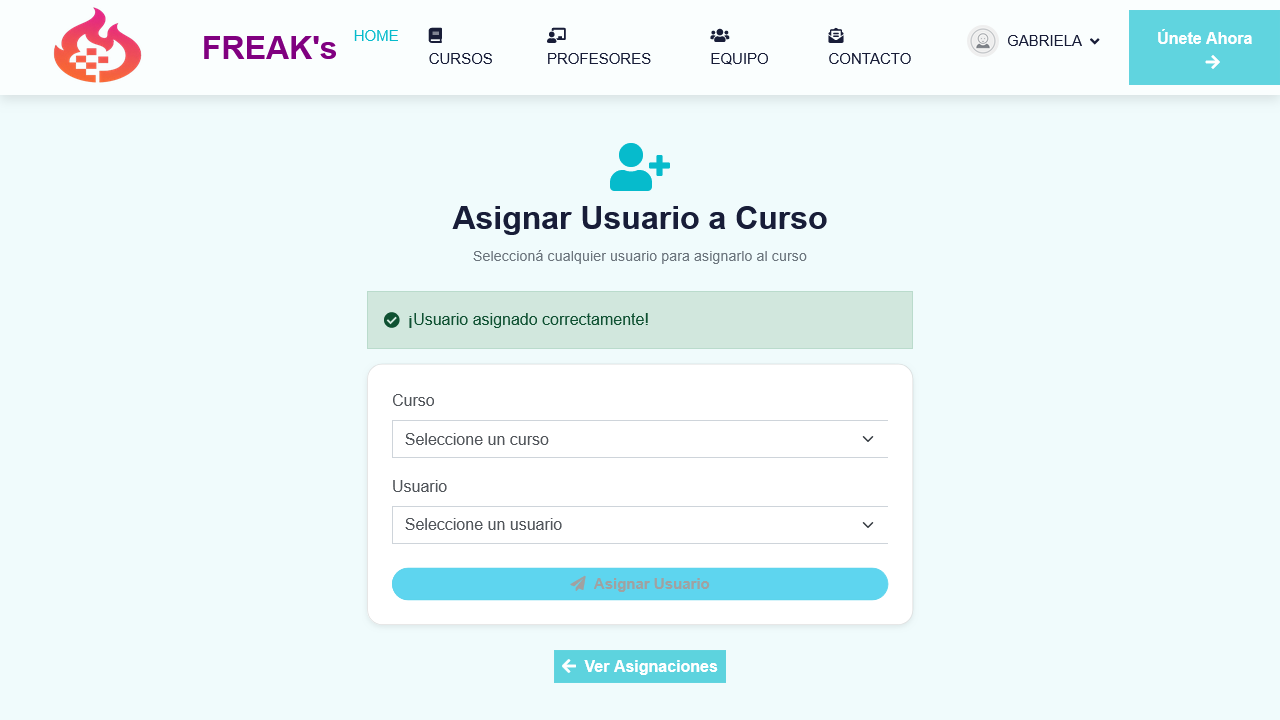 FREAK's
HOME
CURSOS
PROFESORES
EQUIPO
CONTACTO
GABRIELA
Únete Ahora
Asignar Usuario a Curso
Seleccioná cualquier usuario para asignarlo al curso
¡Usuario asignado correctamente!
Curso
Seleccione un curso
Usuario
Seleccione un usuario
Asignar Usuario
Ver Asignaciones